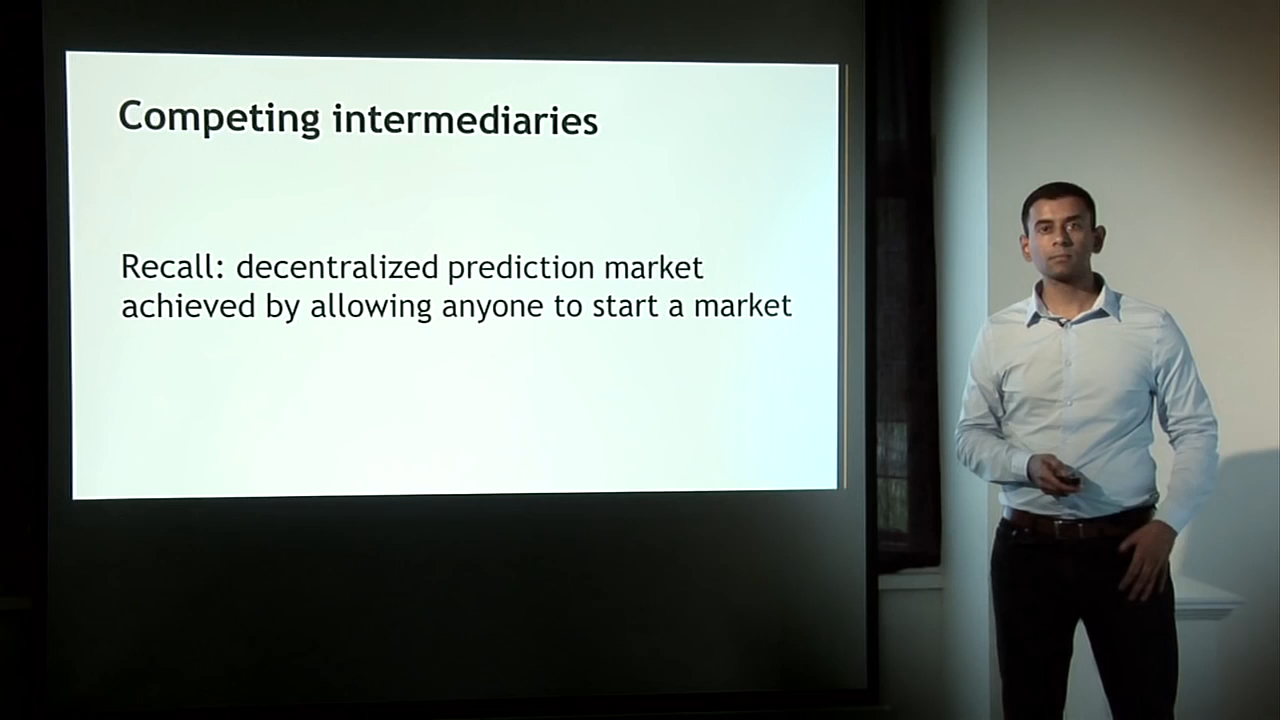 Competing intermediaries
Recall: decentralized prediction market
achieved by allowing anyone to start a market